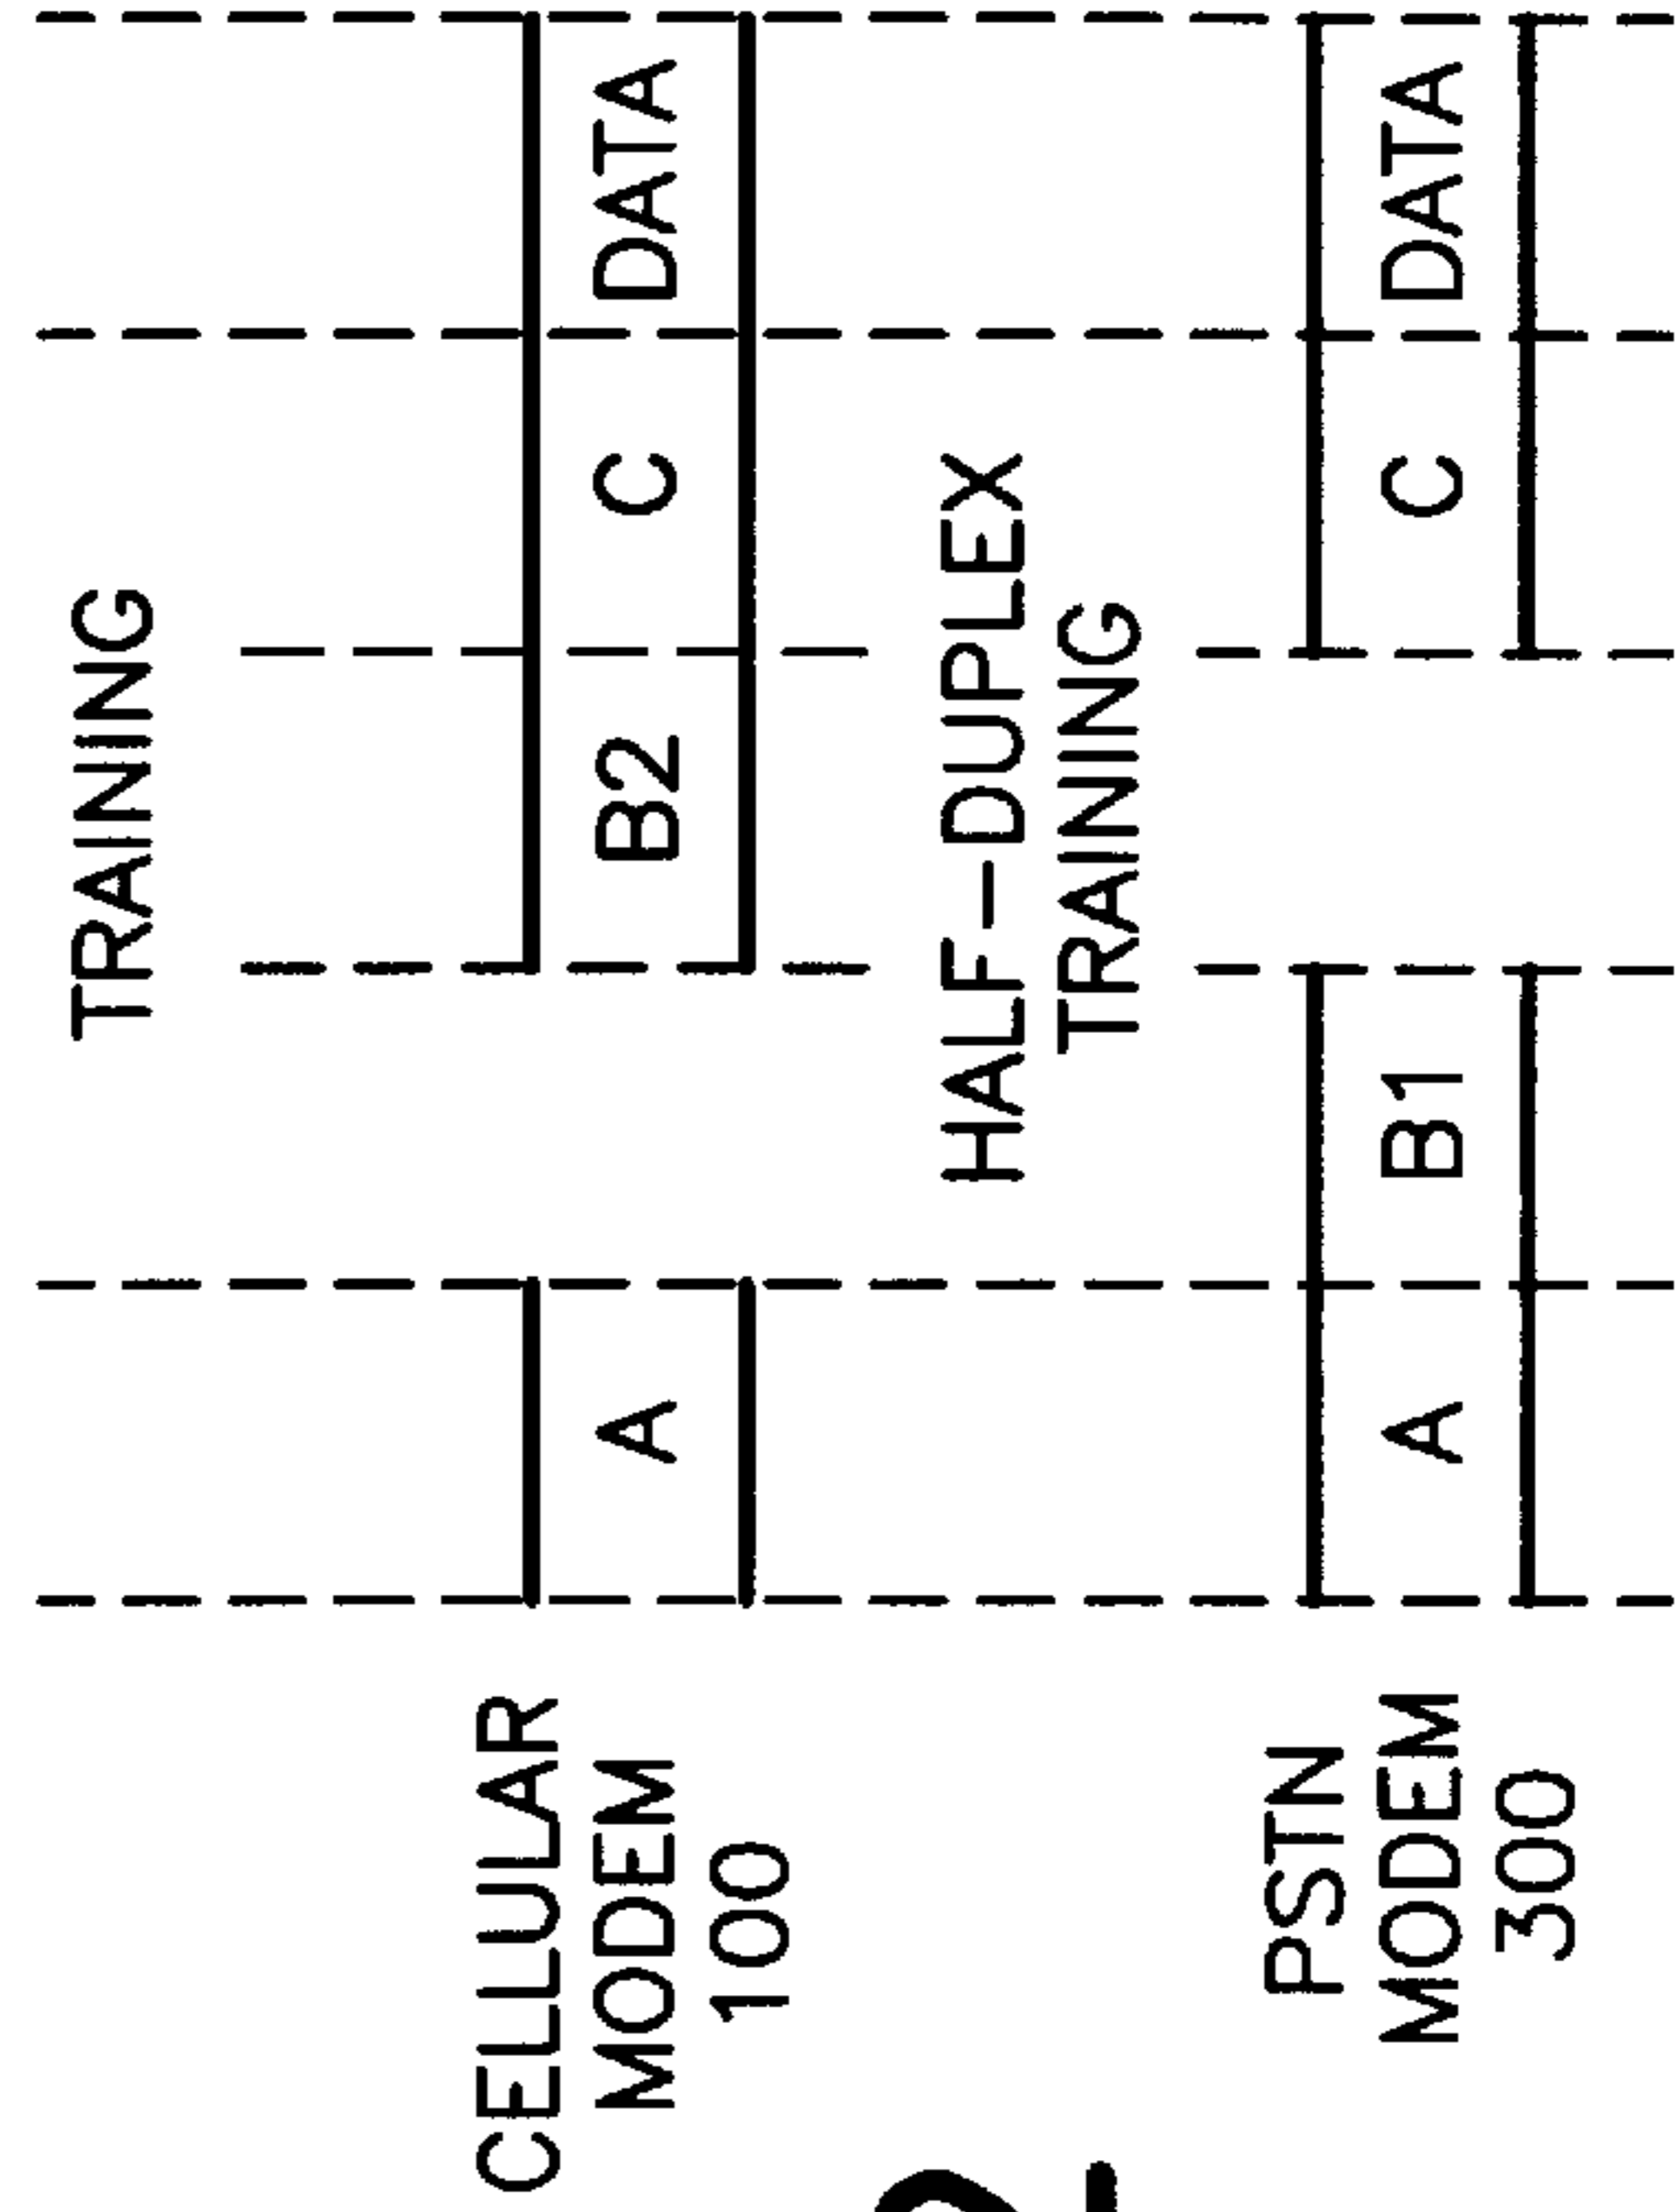 TRAINING
CELLULAR
MODEM
100
A
B2
C
DATA
HALF-DUPLEX
TRAINING
PSTN
MODEM
300
A
B1
C
DATA